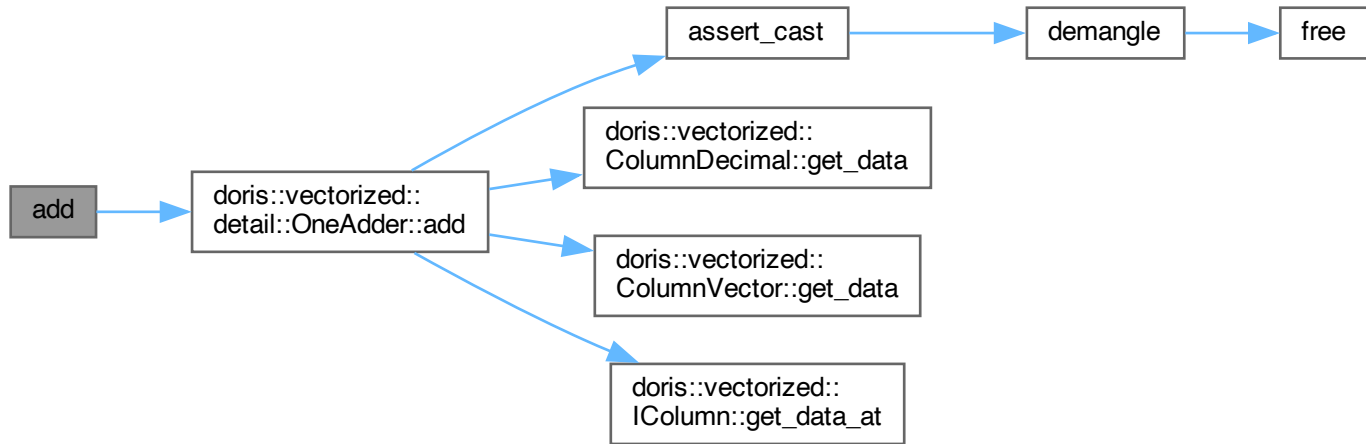 add
doris::vectorized::
detail::OneAdder::add
assert_cast
demangle
free
doris::vectorized::
ColumnDecimal::get_data
doris::vectorized::
ColumnVector::get_data
doris::vectorized::
IColumn::get_data_at